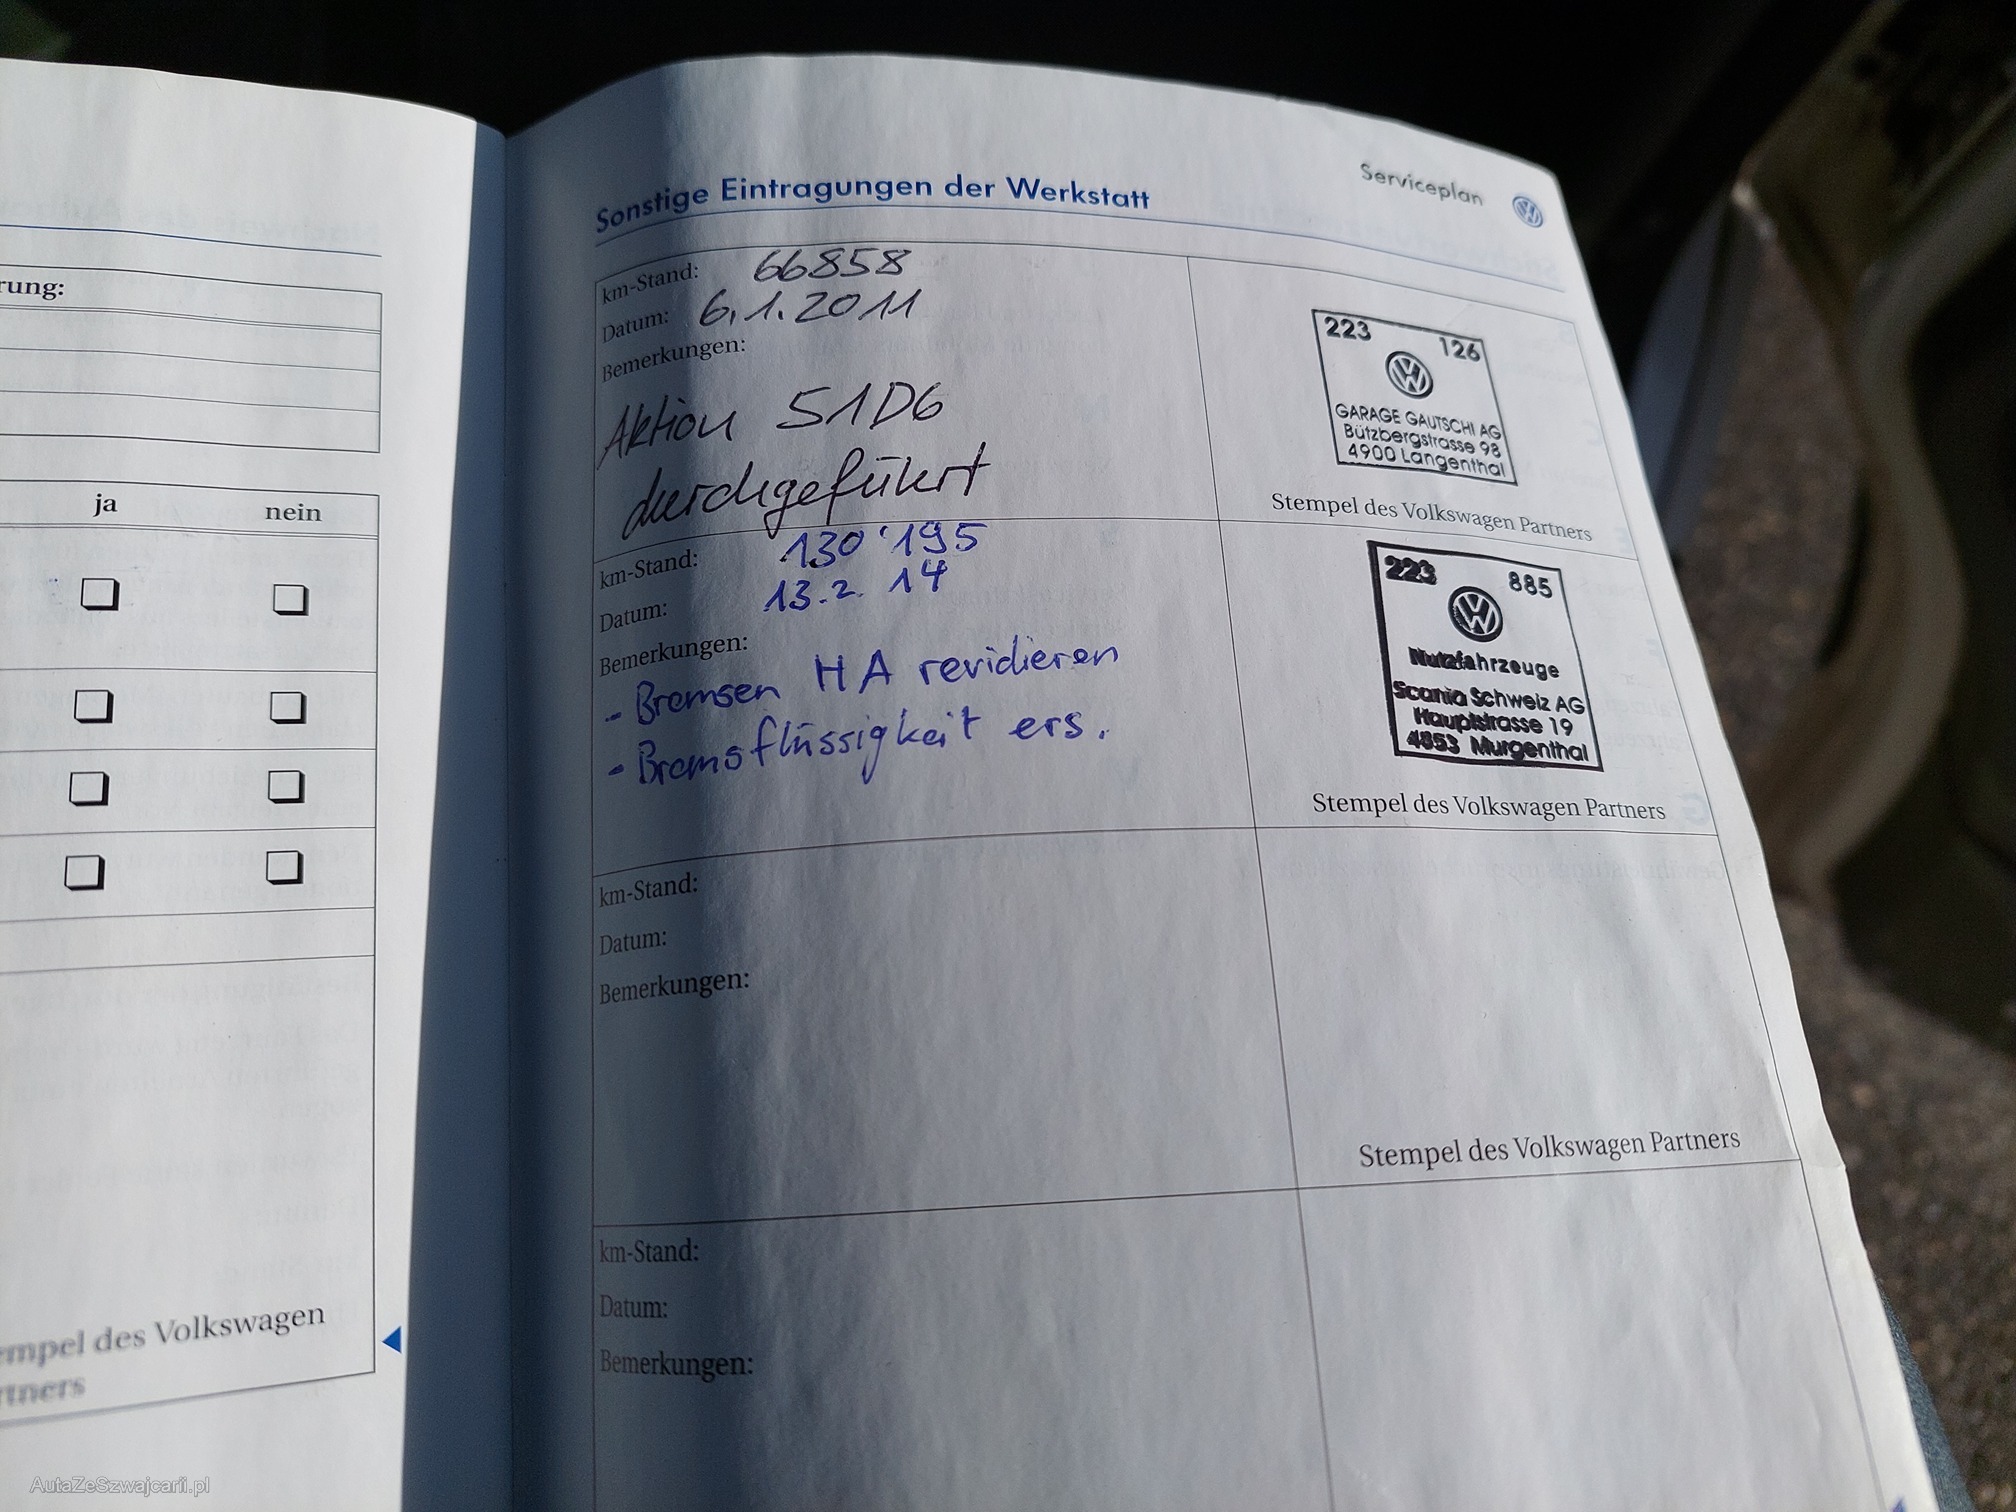 rung:
ja nein
Stempel des Volkswagen
Partners
Serviceplan
Sonstige Eintragungen der Werkstatt
km-Stand: 66858
Datum: 6.1.2011
Bemerkungen:
Aktion 51D6
durchgeführt
223 126
GARAGE GAUTSCHI AG
Bützbergstrasse 98
4900 Langenthal
Stempel des Volkswagen Partners
km-Stand: 130'195
Datum: 13.2. 14
Bemerkungen:
- Bremsen HA revidieren
- Bremsflüssigkeit ers.
223 885
Nutzfahrzeuge
Scania Schweiz AG
Hauptstrasse 19
4853 Murgenthal
Stempel des Volkswagen Partners
km-Stand:
Datum:
Bemerkungen:
Stempel des Volkswagen Partners
km-Stand:
Datum:
Bemerkungen:
AutaZeSzwajcarii.pl